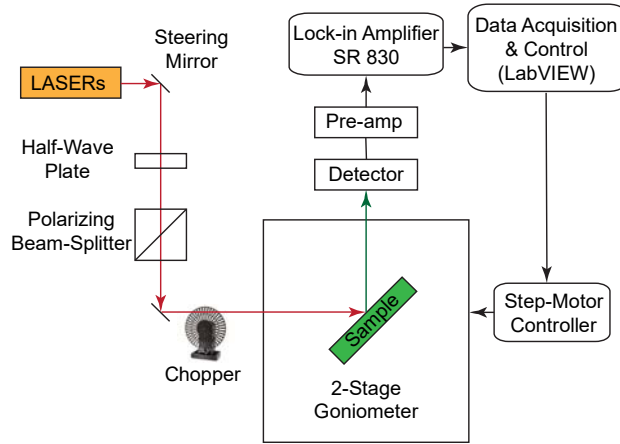 Steering
Mirror
LASERs
Half-Wave
Plate
Polarizing
Beam-Splitter
Chopper
Lock-in Amplifier
SR 830
Data Acquisition
& Control
(LabVIEW)
Pre-amp
Detector
Sample
2-Stage
Goniometer
Step-Motor
Controller